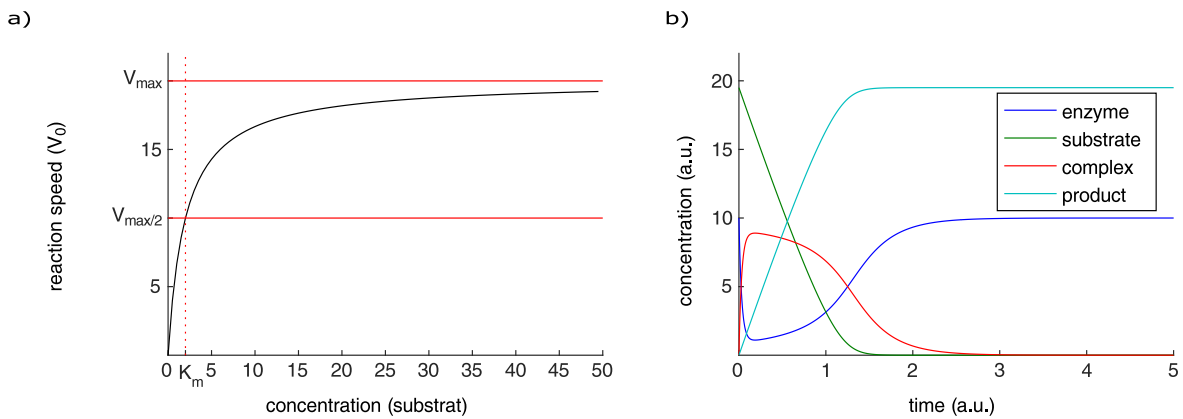 a)
V_max
15
V_max/2
5
reaction speed (V_0)
0 K_m 5 10 15 20 25 30 35 40 45 50
concentration (substrat)
b)
20
15
10
5
concentration (a.u.)
enzyme
substrate
complex
product
0 1 2 3 4 5
time (a.u.)